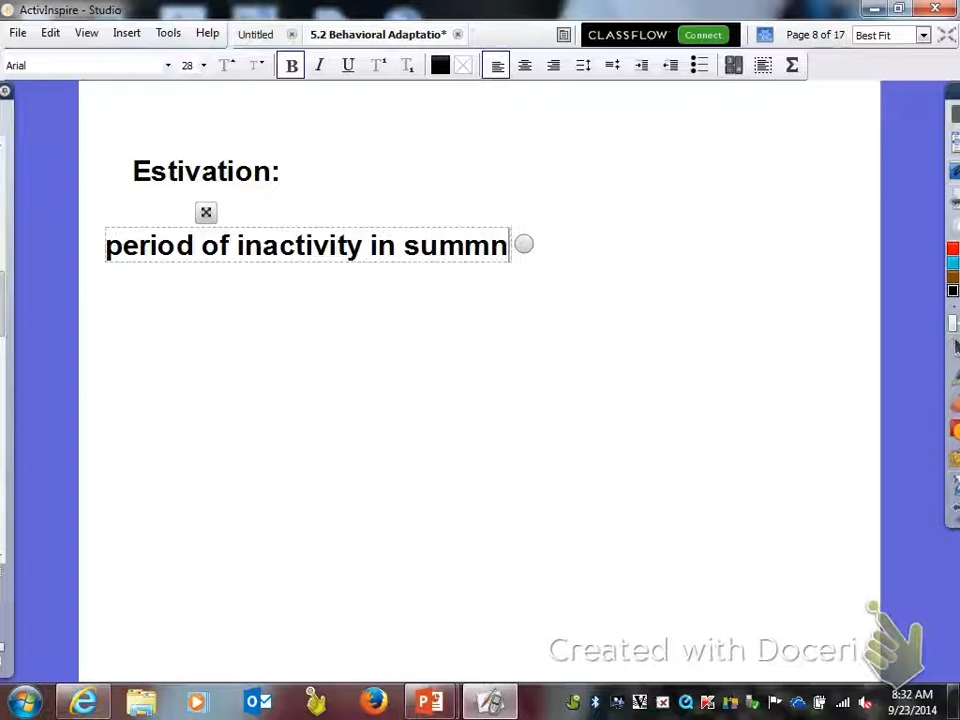 ActivInspire - Studio
File Edit View Insert Tools Help Untitled 5.2 Behavioral Adaptatio* CLASSFLOW Connect Page 8 of 17 Best Fit
Arial 28 B I U
Estivation:
period of inactivity in summn
Created with Doceri
8:32 AM
9/23/2014